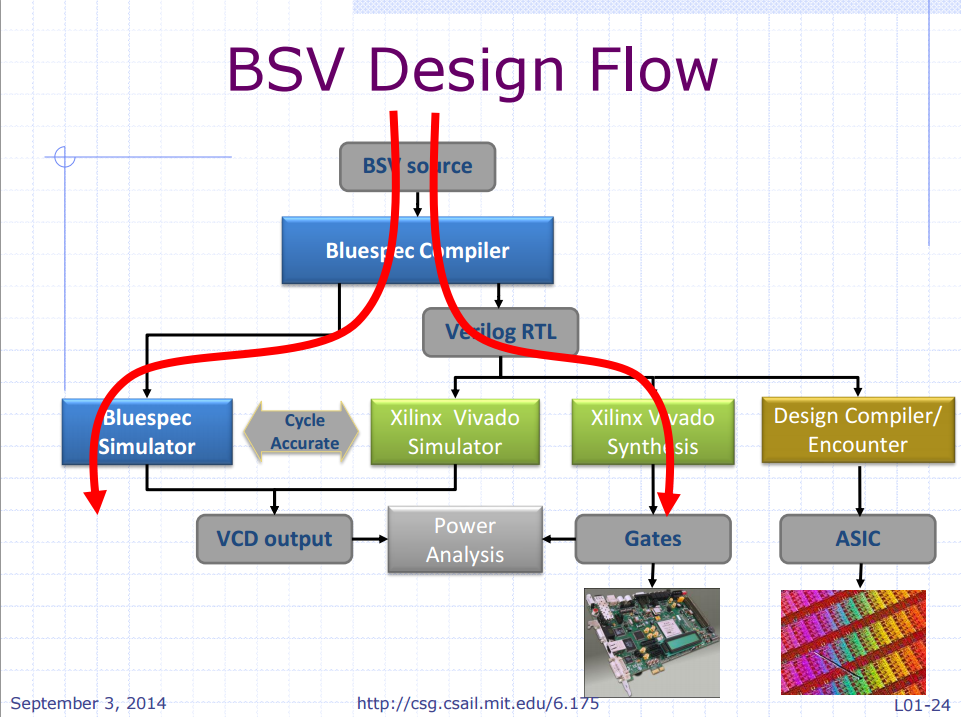 BSV Design Flow
BSV source
Bluespec Compiler
Verilog RTL
Bluespec
Simulator
Cycle
Accurate
Xilinx Vivado
Simulator
Xilinx Vivado
Synthesis
Design Compiler/
Encounter
VCD output
Power
Analysis
Gates
ASIC
September 3, 2014
http://csg.csail.mit.edu/6.175
L01-24